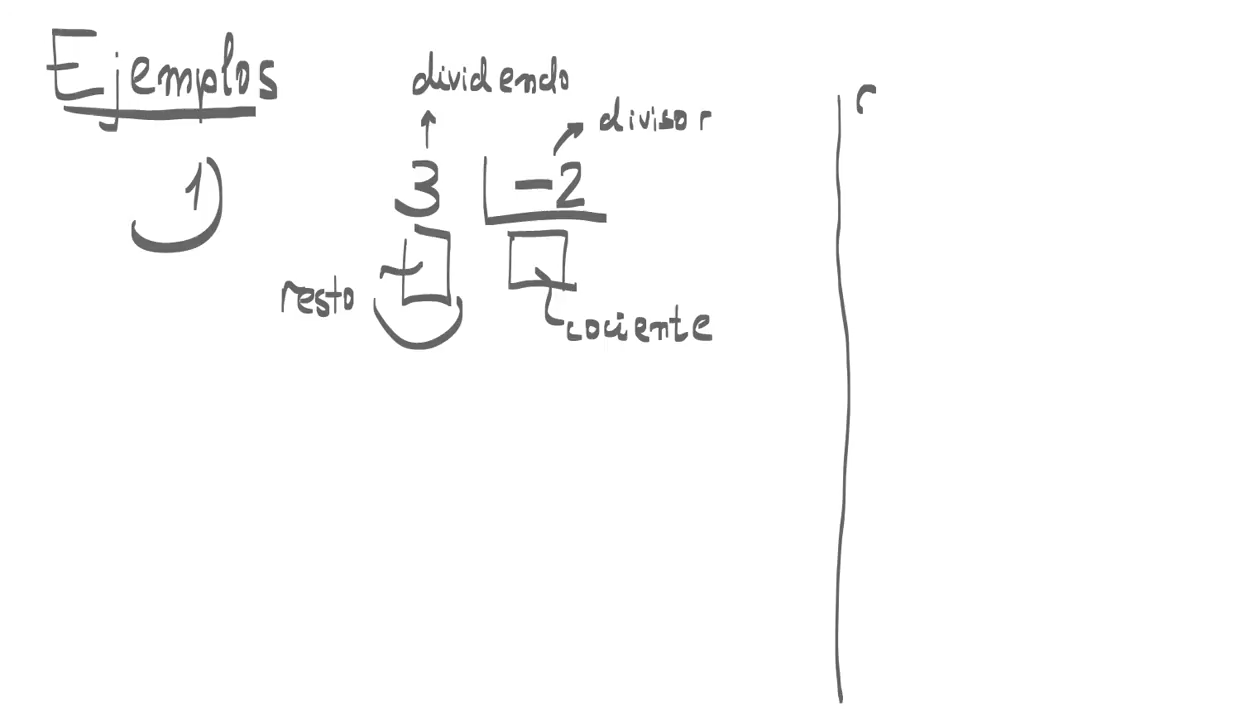 Ejemplos
dividendo
divisor
1)
3 -2
resto
cociente